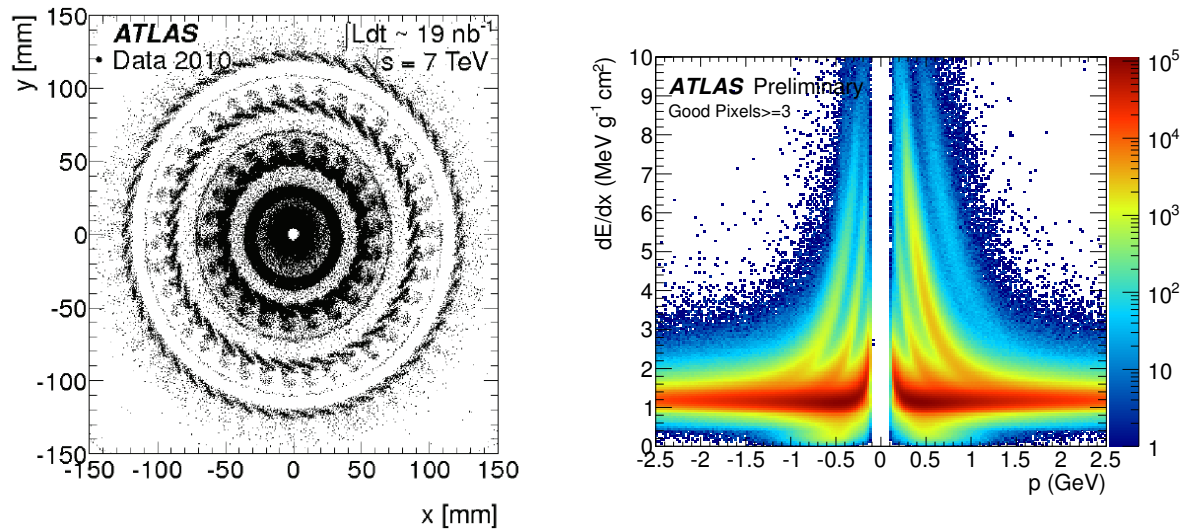 ATLAS
• Data 2010
∫Ldt ~ 19 nb⁻¹
√s = 7 TeV
y [mm]
150
100
50
0
-50
-100
-150
-150 -100 -50 0 50 100 150
x [mm]
ATLAS Preliminary
Good Pixels>=3
dE/dx (MeV g⁻¹ cm²)
10
9
8
7
6
5
4
3
2
1
0
-2.5 -2 -1.5 -1 -0.5 0 0.5 1 1.5 2 2.5
p (GeV)
10⁵
10⁴
10³
10²
10
1